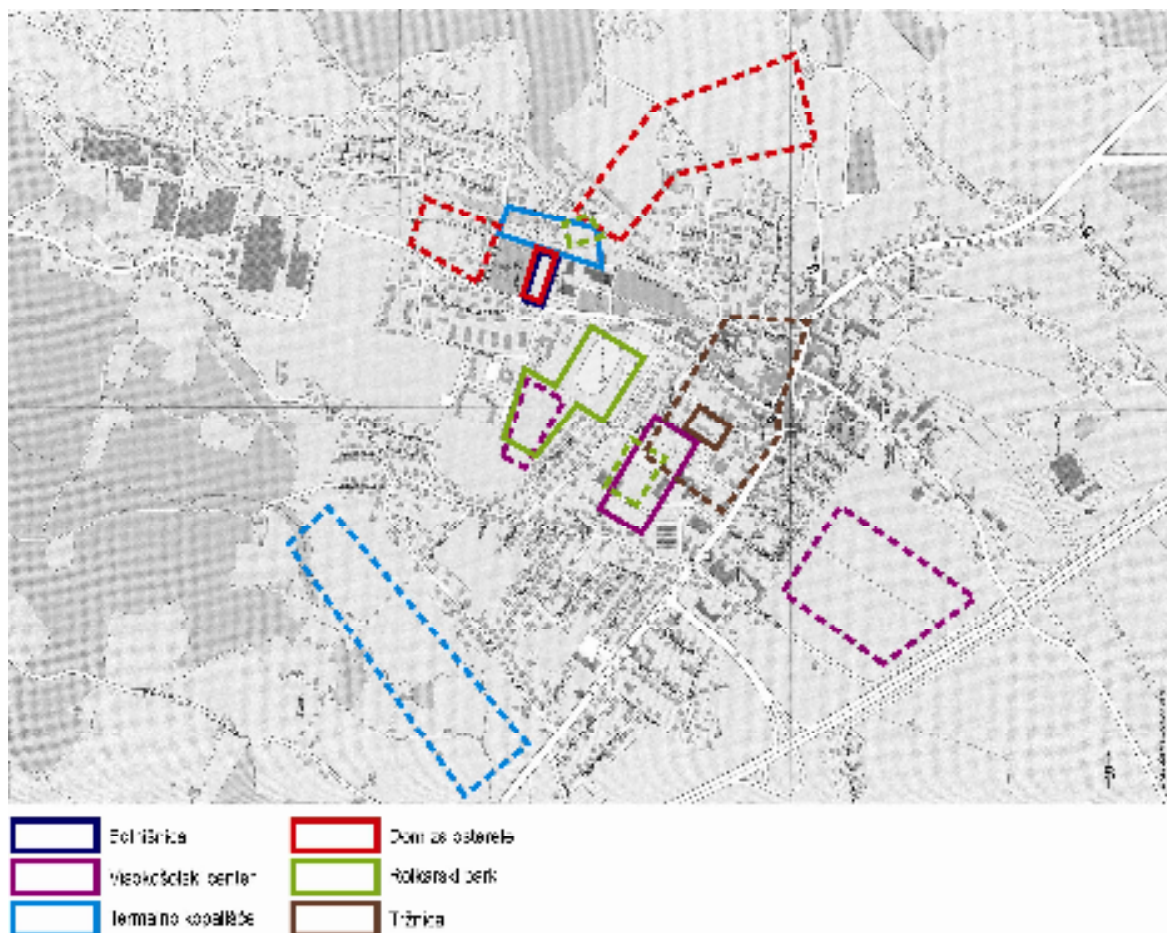 Bolnišnica
Visokošolski center
Termalno kopališče
Dom za ostarele
Rolkarski park
Tržnica